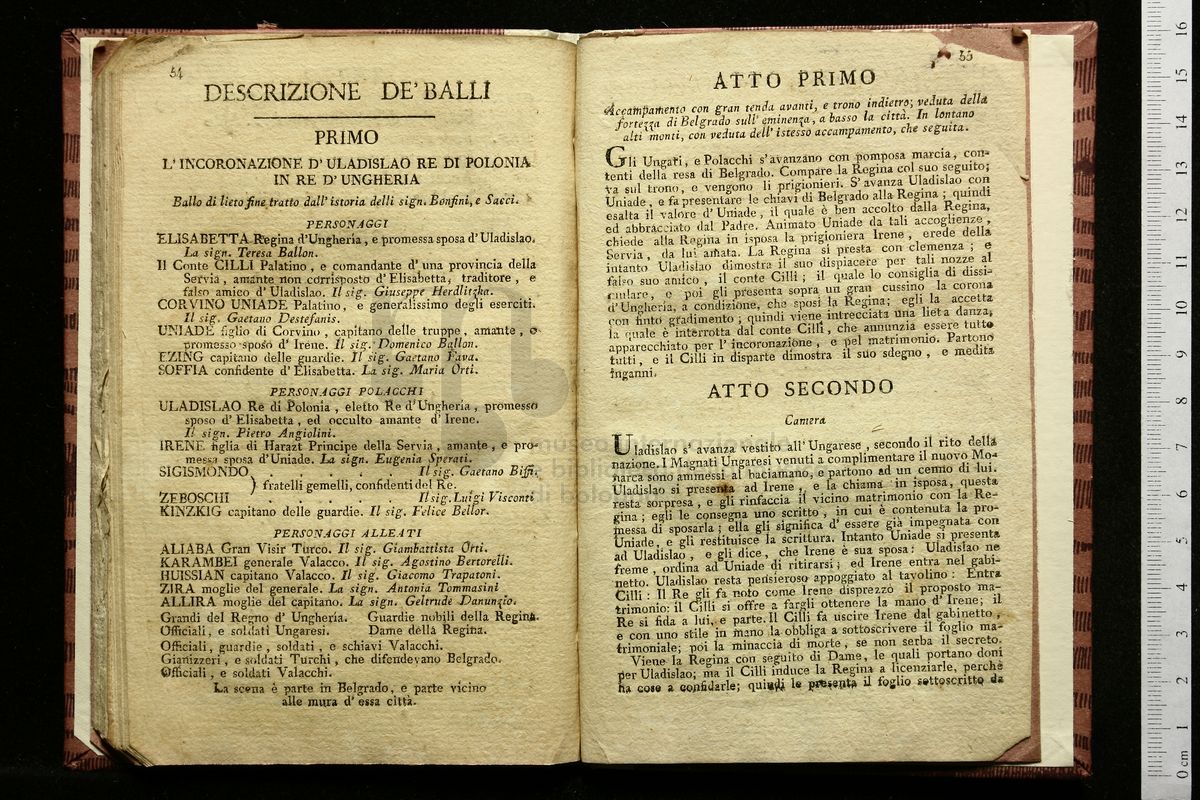 54
DESCRIZIONE DE' BALLI
PRIMO
L' INCORONAZIONE D' ULADISLAO RE DI POLONIA
IN RE D' UNGHERIA
Ballo di lieto fine tratto dall' istoria delli sign. Bonfini, e Sacci.
PERSONAGGI
ELISABETTA Regina d'Ungheria, e promessa sposa d'Uladislao.
La sign. Teresa Ballon.
Il Conte CILLI Palatino, e comandante d' una provincia della
Servia, amante non corrisposto d' Elisabetta, traditore, e
falso amico d' Uladislao. Il sig. Giuseppe Herdlitzka.
CORVINO UNIADE Palatino, e generalissimo degli eserciti.
Il sig. Gaetano Destefanis.
UNIADE figlio di Corvino, capitano delle truppe, amante, e
promesso sposo d' Irene. Il sig. Domenico Ballon.
EZING capitano delle guardie. Il sig. Gaetano Fava.
SOFFIA confidente d' Elisabetta. La sig. Maria Orti.
PERSONAGGI POLACCHI
ULADISLAO Re di Polonia, eletto Re d'Ungheria, promesso
sposo d' Elisabetta, ed occulto amante d' Irene.
Il sign. Pietro Angiolini.
IRENE figlia di Harazt Principe della Servia, amante, e pro-
messa sposa d'Uniade. La sign. Eugenia Sperati.
SIGISMONDO Il sig. Gaetano Biffi.
} fratelli gemelli, confidenti del Re.
ZEBOSCHI . . . . . . Il sig. Luigi Visconti
KINZKIG capitano delle guardie. Il sig. Felice Bellor.
PERSONAGGI ALLEATI
ALIABA Gran Visir Turco. Il sig. Giambattista Orti.
KARAMBEI generale Valacco. Il sig. Agostino Bertorelli.
HUISSIAN capitano Valacco. Il sig. Giacomo Trapatoni.
ZIRA moglie del generale. La sign. Antonia Tommasini
ALLIRA moglie del capitano. La sign. Geltrude Danunzio.
Grandi del Regno d' Ungheria. Guardie nobili della Regina.
Officiali, e soldati Ungaresi. Dame della Regina.
Officiali, guardie, soldati, e schiavi Valacchi.
Gianizzeri, e soldati Turchi, che difendevano Belgrado.
Officiali, e soldati Valacchi.
La scena è parte in Belgrado, e parte vicino
alle mura d' essa città.
55
ATTO PRIMO
Accampamento con gran tenda avanti, e trono indietro; veduta della
fortezza di Belgrado sull' eminenza, a basso la città. In lontano
alti monti, con veduta dell' istesso accampamento, che seguita.
Gli Ungari, e Polacchi s'avanzano con pomposa marcia, con-
tenti della resa di Belgrado. Compare la Regina col suo seguito;
va sul trono, e vengono li prigionieri. S'avanza Uladislao con
Uniade, e fa presentare le chiavi di Belgrado alla Regina; quindi
esalta il valore d' Uniade, il quale è ben accolto dalla Regina,
ed abbracciato dal Padre. Animato Uniade da tali accoglienze,
chiede alla Regina in isposa la prigioniera Irene, erede della
Servia, da lui amata. La Regina si presta con clemenza; e
intanto Uladislao dimostra il suo dispiacere per tali nozze al
falso suo amico, il conte Cilli; il quale lo consiglia di dissi-
mulare, e poi gli presenta sopra un gran cussino la corona
d'Ungheria, a condizione, che sposi la Regina; egli la accetta
con finto gradimento; quindi viene intrecciata una lieta danza,
la quale è interrotta dal conte Cilli, che annunzia essere tutto
apparecchiato per l' incoronazione, e pel matrimonio. Partono
tutti, e il Cilli in disparte dimostra il suo sdegno, e medita
inganni.
ATTO SECONDO
Camera
Uladislao s' avanza vestito all' Ungarese, secondo il rito della
nazione. I Magnati Ungaresi venuti a complimentare il nuovo Mo-
narca sono ammessi al baciamano, e partono ad un cenno di lui.
Uladislao si presenta ad Irene, e la chiama in isposa, questa
resta sorpresa, e gli rinfaccia il vicino matrimonio con la Re-
gina; egli le consegna uno scritto, in cui è contenuta la pro-
messa di sposarla; ella gli significa d' essere già impegnata con
Uniade, e gli restituisce la scrittura. Intanto Uniade si presenta
ad Uladislao, e gli dice, che Irene è sua sposa: Uladislao ne
freme, ordina ad Uniade di ritirarsi; ed Irene entra nel gabi-
netto. Uladislao resta pensieroso appoggiato al tavolino: Entra
Cilli: Il Re gli fa noto come Irene disprezzò il proposto ma-
trimonio: il Cilli si offre a fargli ottenere la mano d' Irene; il
Re si fida a lui, e parte. Il Cilli fa uscire Irene dal gabinetto,
e con uno stile in mano la obbliga a sottoscrivere il foglio ma-
trimoniale; poi la minaccia di morte, se non serba il secreto.
Viene la Regina con seguito di Dame, le quali portano doni
per Uladislao; ma il Cilli induce la Regina a licenziarle, perchè
ha cose a confidarle; quindi le presenta il foglio sottoscritto da